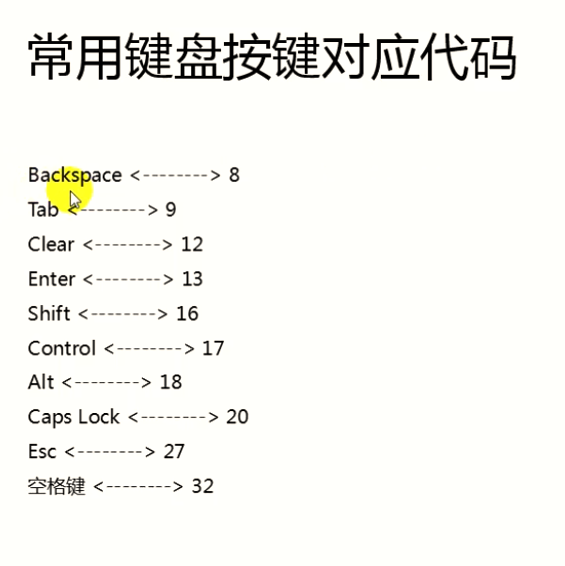 常用键盘按键对应代码
Backspace <--------> 8
Tab <--------> 9
Clear <--------> 12
Enter <--------> 13
Shift <--------> 16
Control <--------> 17
Alt <--------> 18
Caps Lock <--------> 20
Esc <--------> 27
空格键 <--------> 32